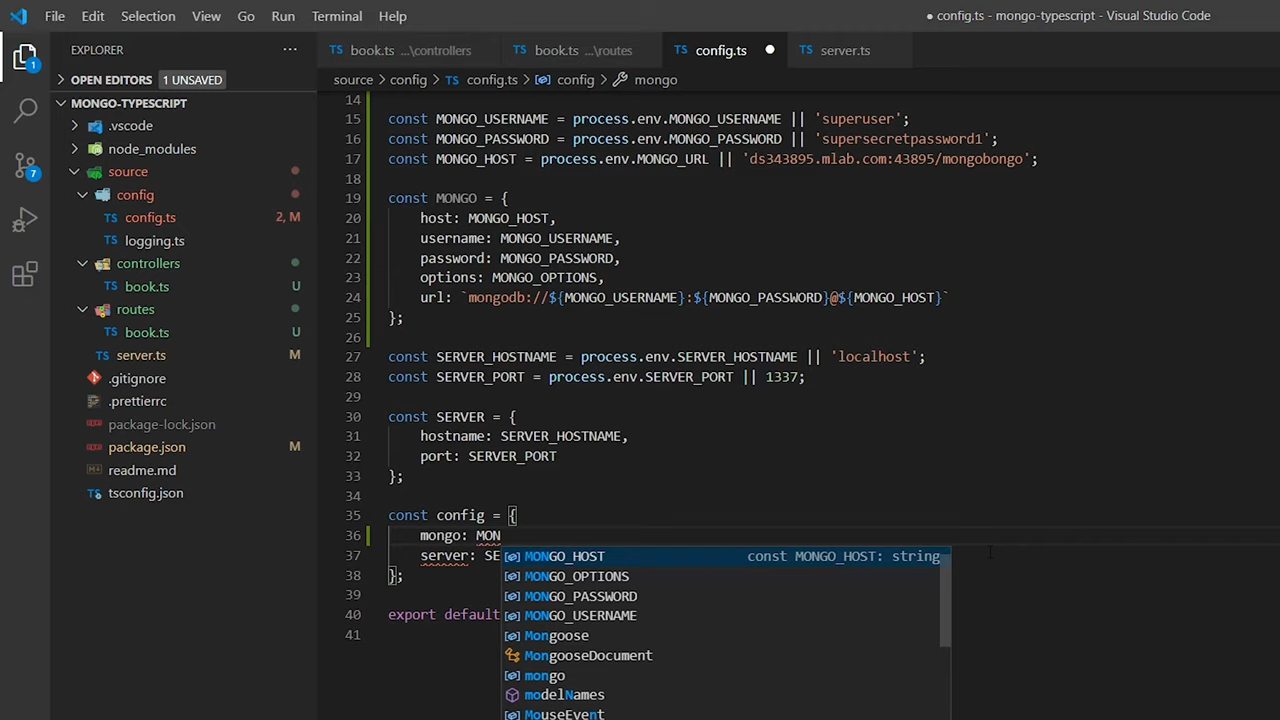 File Edit Selection View Go Run Terminal Help
● config.ts - mongo-typescript - Visual Studio Code
EXPLORER ...
book.ts ...\controllers
book.ts ...\routes
config.ts
server.ts
1
OPEN EDITORS 1 UNSAVED
source > config > TS config.ts > config > mongo
MONGO-TYPESCRIPT
.vscode
node_modules
source
config
TS config.ts 2, M
TS logging.ts
controllers
TS book.ts U
routes
TS book.ts U
TS server.ts M
.gitignore
.prettierrc
package-lock.json
package.json M
readme.md
tsconfig.json
7
14
15 const MONGO_USERNAME = process.env.MONGO_USERNAME || 'superuser';
16 const MONGO_PASSWORD = process.env.MONGO_PASSWORD || 'supersecretpassword1';
17 const MONGO_HOST = process.env.MONGO_URL || 'ds343895.mlab.com:43895/mongobongo';
18
19 const MONGO = {
20 host: MONGO_HOST,
21 username: MONGO_USERNAME,
22 password: MONGO_PASSWORD,
23 options: MONGO_OPTIONS,
24 url: `mongodb://${MONGO_USERNAME}:${MONGO_PASSWORD}@${MONGO_HOST}`
25 };
26
27 const SERVER_HOSTNAME = process.env.SERVER_HOSTNAME || 'localhost';
28 const SERVER_PORT = process.env.SERVER_PORT || 1337;
29
30 const SERVER = {
31 hostname: SERVER_HOSTNAME,
32 port: SERVER_PORT
33 };
34
35 const config = {
36 mongo: MON
37 server: SE
38 };
39
40 export default
41
MONGO_HOST const MONGO_HOST: string
MONGO_OPTIONS
MONGO_PASSWORD
MONGO_USERNAME
Mongoose
MongooseDocument
mongo
modelNames
MouseEvent